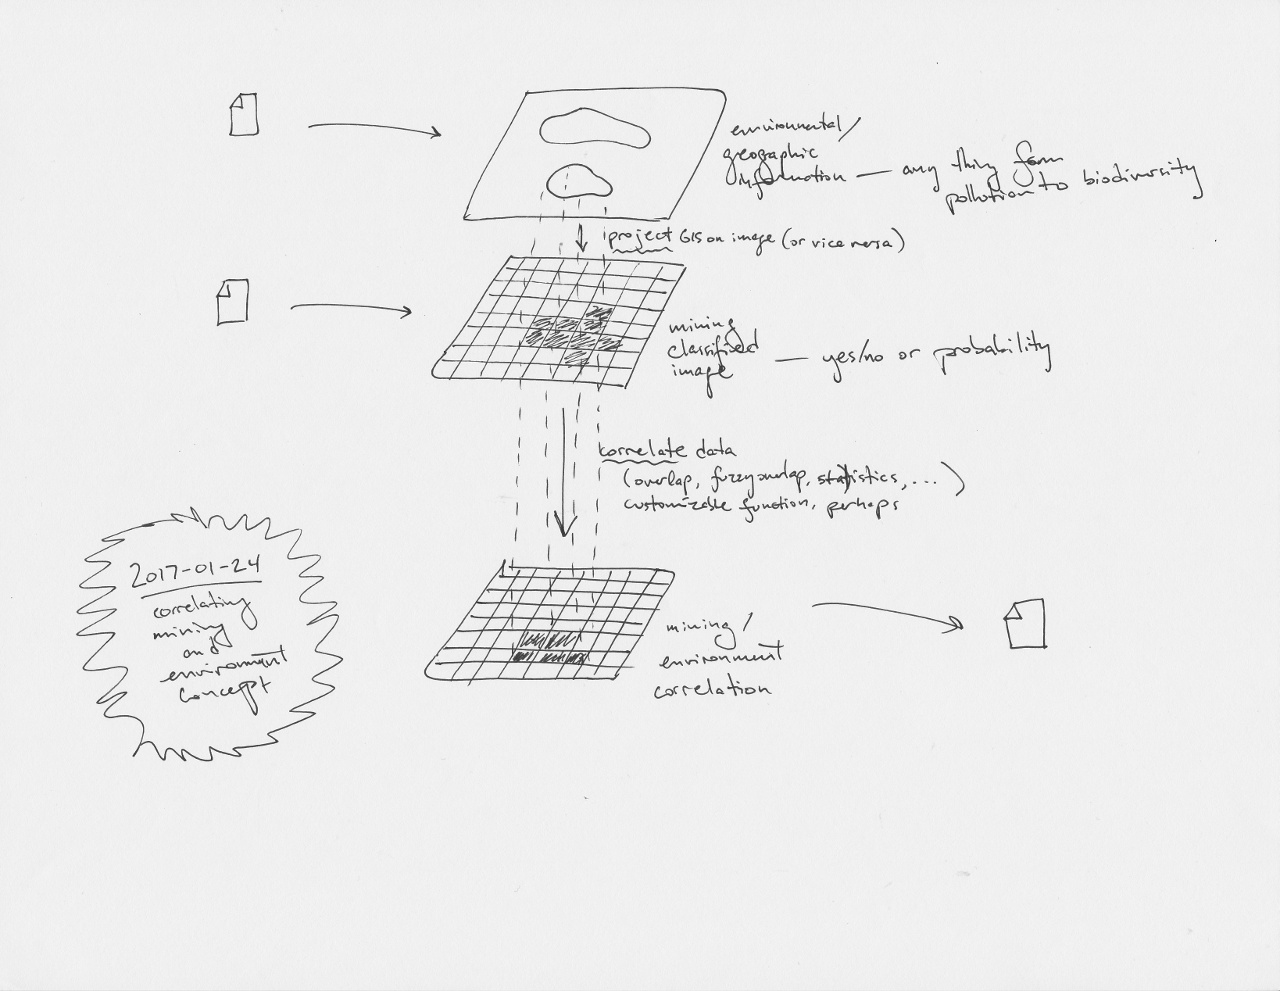 environmental/
geographic
information — any thing form
pollution to biodiversity
project GIS on image (or vice versa)
mining
classified
image — yes/no or probability
correlate data
(overlap, fuzzy overlap, statistics, ...)
customizable function, perhaps
2017-01-24
correlating
mining
and
environment
concept
mining/
environment
correlation